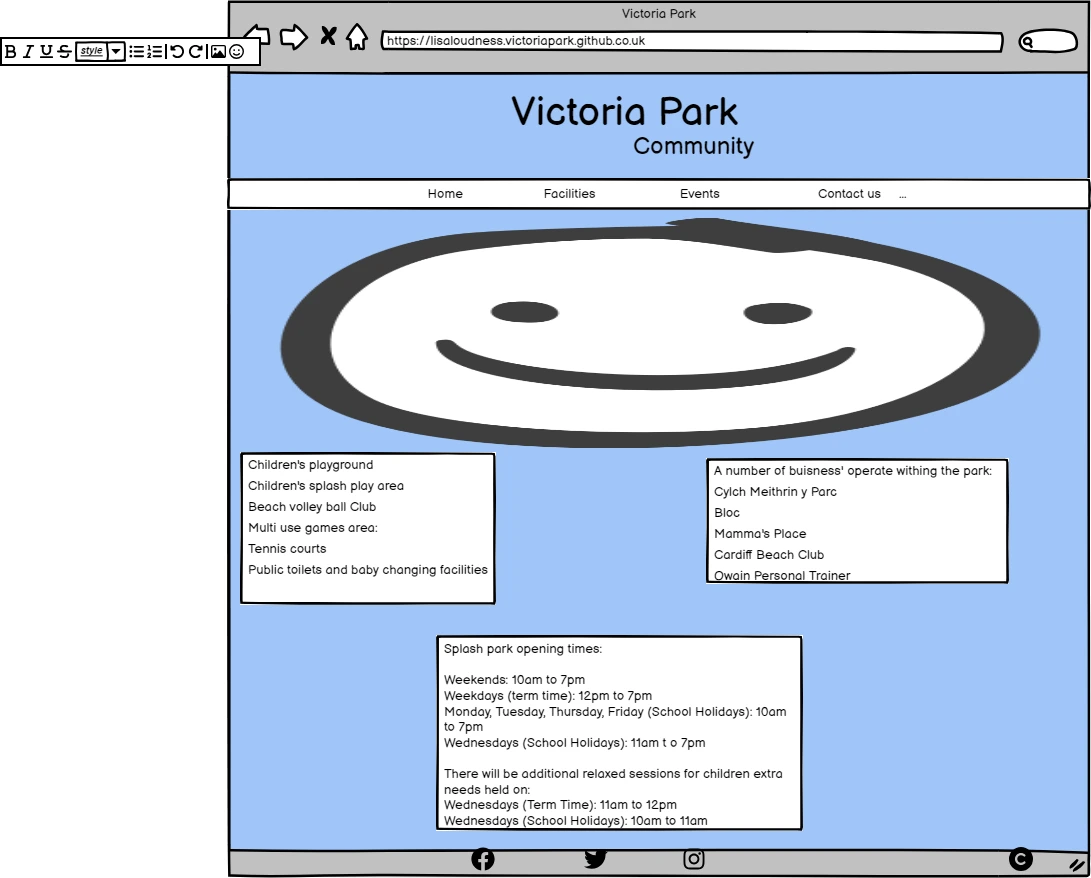 Victoria Park
https://lisaloudness.victoriapark.github.co.uk
B I U S style
Victoria Park
Community
Home Facilities Events Contact us ...
Children's playground
Children's splash play area
Beach volley ball Club
Multi use games area:
Tennis courts
Public toilets and baby changing facilities
A number of buisness' operate withing the park:
Cylch Meithrin y Parc
Bloc
Mamma's Place
Cardiff Beach Club
Owain Personal Trainer
Splash park opening times:
Weekends: 10am to 7pm
Weekdays (term time): 12pm to 7pm
Monday, Tuesday, Thursday, Friday (School Holidays): 10am
to 7pm
Wednesdays (School Holidays): 11am t o 7pm
There will be additional relaxed sessions for children extra
needs held on:
Wednesdays (Term Time): 11am to 12pm
Wednesdays (School Holidays): 10am to 11am